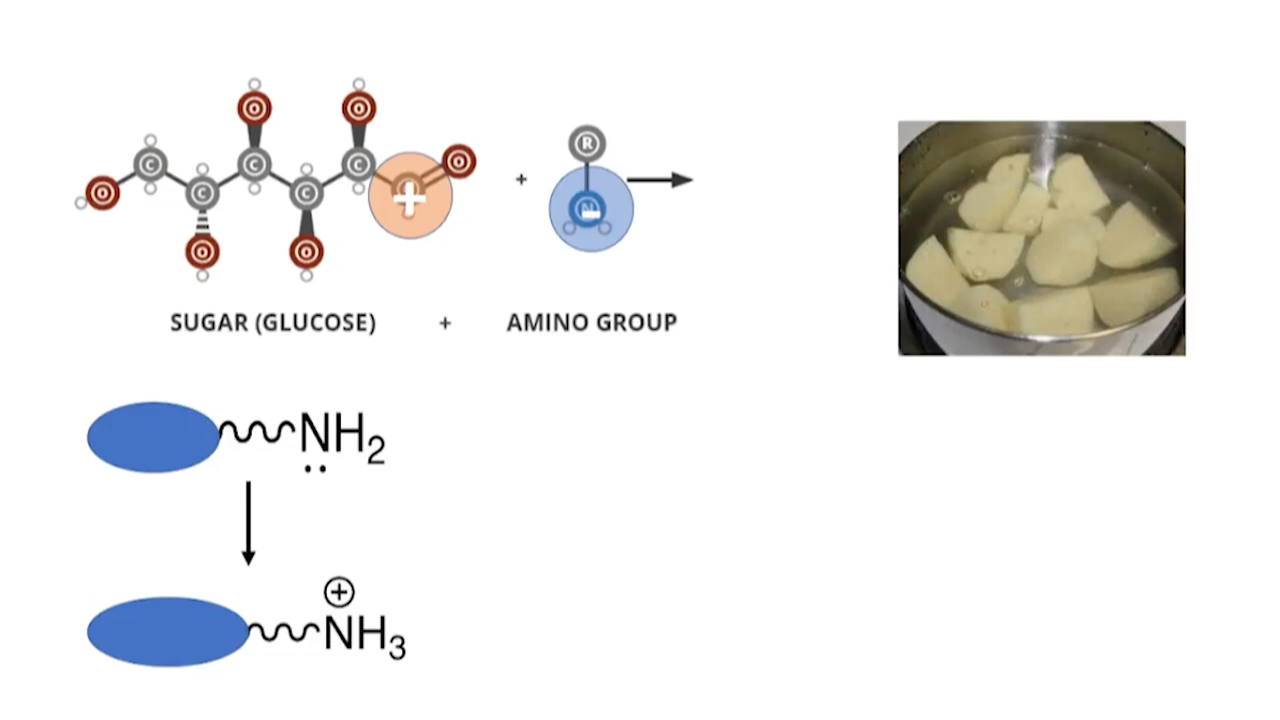 O
O
O
C
C
C
O
O
C
C
C
R
N
+
SUGAR (GLUCOSE) + AMINO GROUP
O
O
NH₂
NH₃